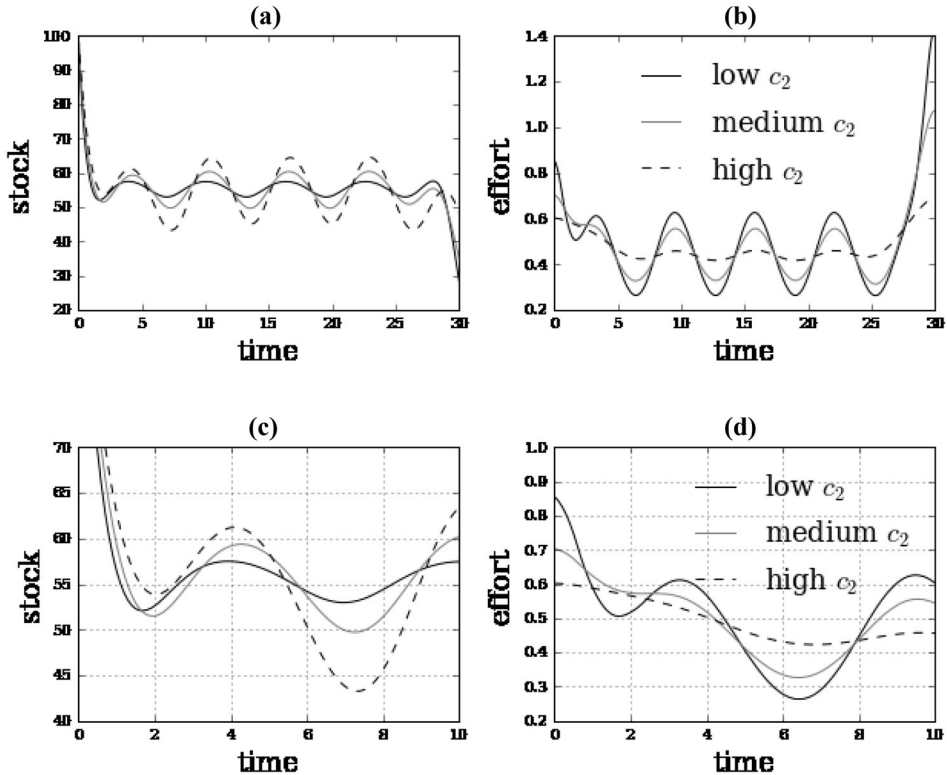 (a)
100
90
80
70
60
50
40
30
20
0 5 10 15 20 25 30
stock
time
(b)
1.4
1.2
1.0
0.8
0.6
0.4
0.2
0 5 10 15 20 25 30
effort
time
low c₂
medium c₂
high c₂
(c)
70
65
60
55
50
45
40
0 2 4 6 8 10
stock
time
(d)
1.0
0.9
0.8
0.7
0.6
0.5
0.4
0.3
0.2
0 2 4 6 8 10
effort
time
low c₂
medium c₂
high c₂